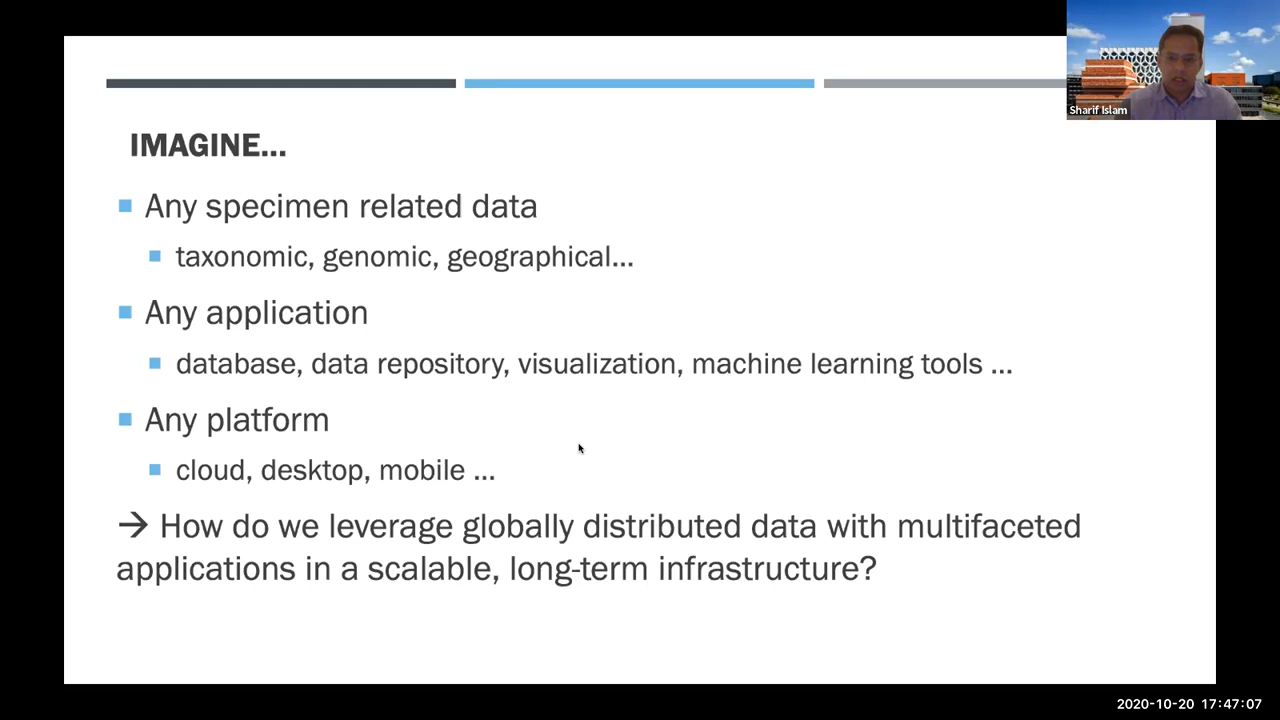 Sharif Islam
IMAGINE...
Any specimen related data
taxonomic, genomic, geographical...
Any application
database, data repository, visualization, machine learning tools ...
Any platform
cloud, desktop, mobile ...
→ How do we leverage globally distributed data with multifaceted
applications in a scalable, long-term infrastructure?
2020-10-20 17:47:07